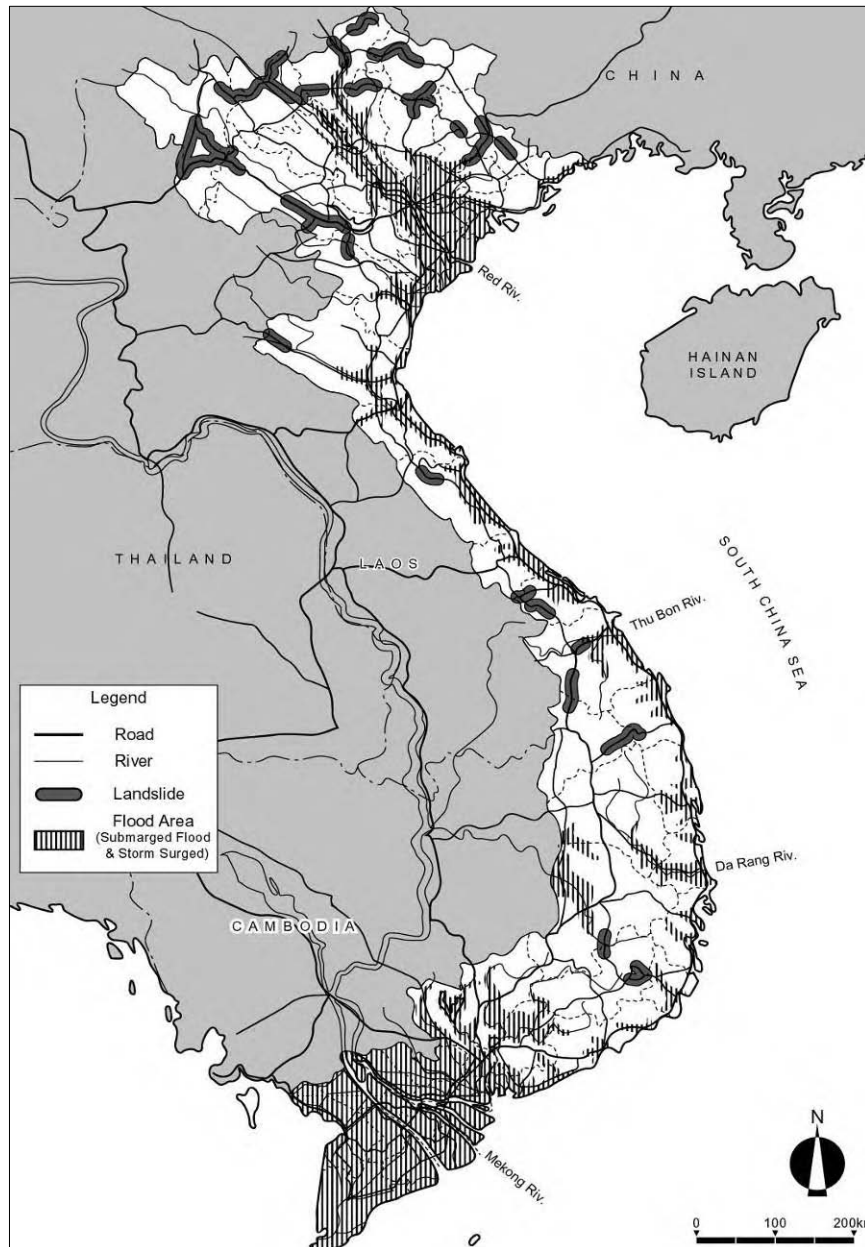 CHINA
Red Riv.
HAINAN
ISLAND
THAILAND
LAOS
SOUTH CHINA SEA
Thu Bon Riv.
Legend
Road
River
Landslide
Flood Area
(Submarged Flood
& Storm Surged)
Da Rang Riv.
CAMBODIA
Mekong Riv.
N
0 100 200km